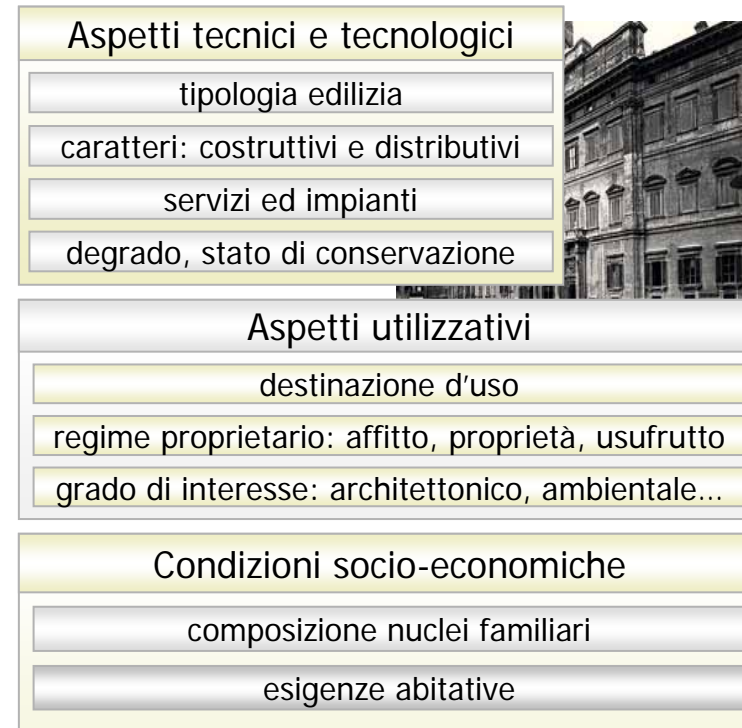 Aspetti tecnici e tecnologici
tipologia edilizia
caratteri: costruttivi e distributivi
servizi ed impianti
degrado, stato di conservazione
Aspetti utilizzativi
destinazione d'uso
regime proprietario: affitto, proprietà, usufrutto
grado di interesse: architettonico, ambientale...
Condizioni socio-economiche
composizione nuclei familiari
esigenze abitative